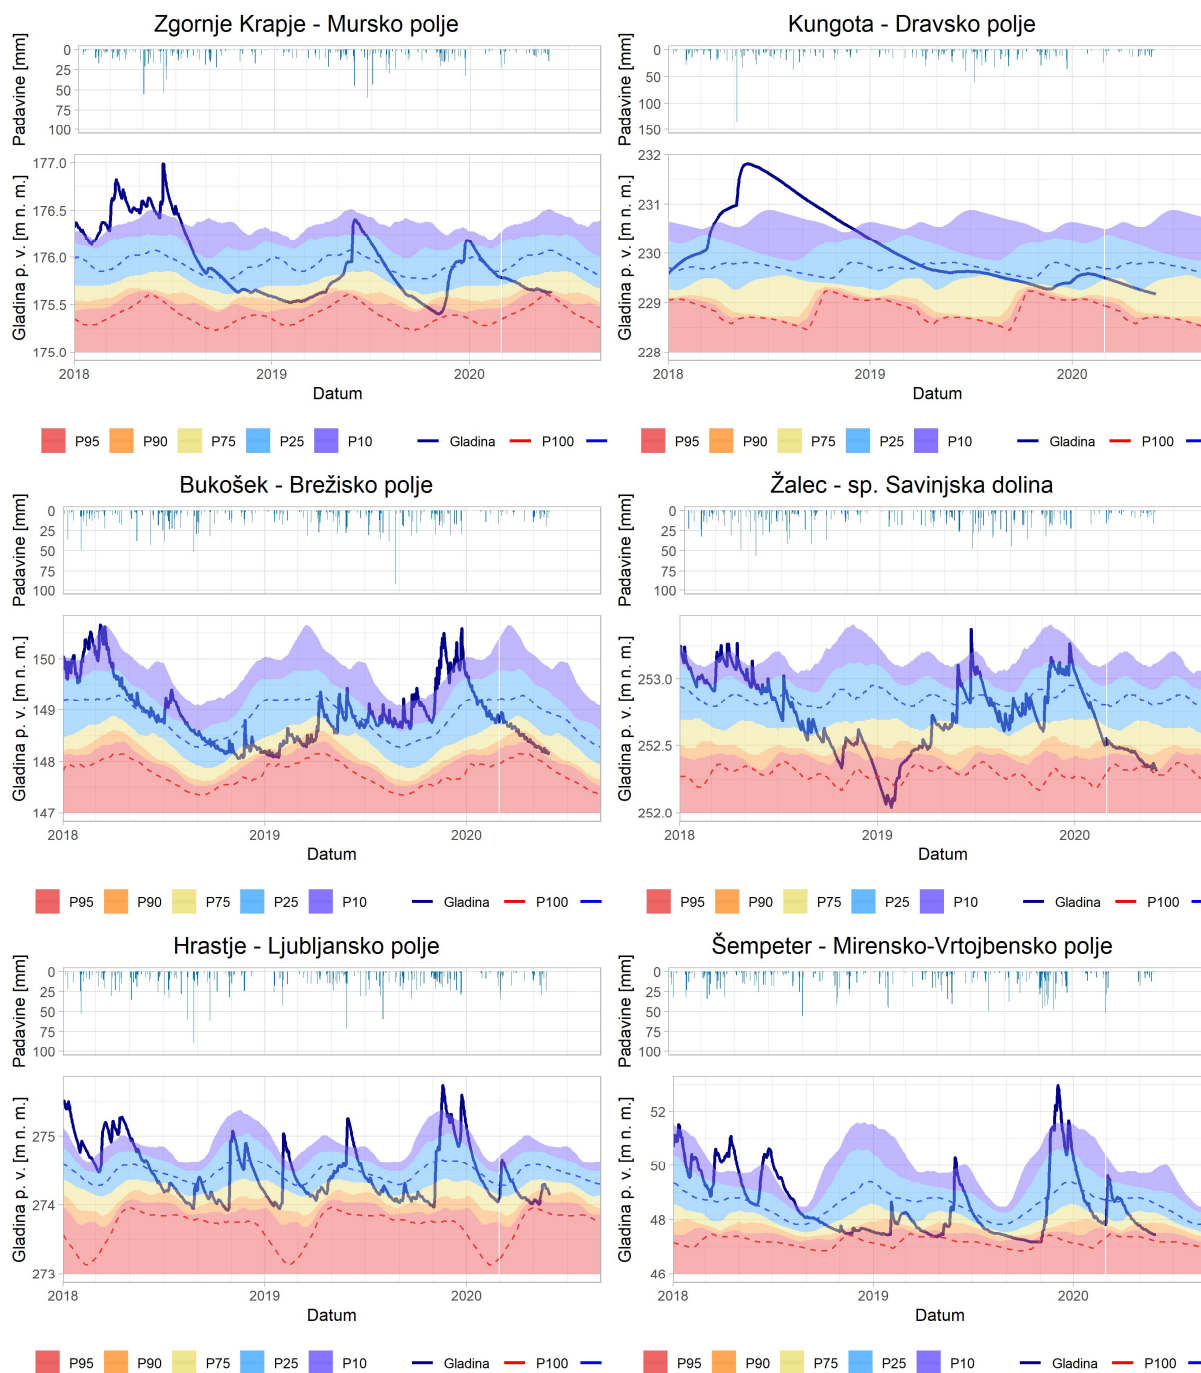 Zgornje Krapje - Mursko polje
Padavine [mm]
0
25
50
75
100
Gladina p. v. [m n. m.]
177.0
176.5
176.0
175.5
175.0
2018
2019
2020
Datum
P95
P90
P75
P25
P10
Gladina
P100
Kungota - Dravsko polje
Padavine [mm]
0
50
100
150
Gladina p. v. [m n. m.]
232
231
230
229
228
2018
2019
2020
Datum
P95
P90
P75
P25
P10
Gladina
P100
Bukošek - Brežisko polje
Padavine [mm]
0
25
50
75
100
Gladina p. v. [m n. m.]
150
149
148
147
2018
2019
2020
Datum
P95
P90
P75
P25
P10
Gladina
P100
Žalec - sp. Savinjska dolina
Padavine [mm]
0
25
50
75
100
Gladina p. v. [m n. m.]
253.0
252.5
252.0
2018
2019
2020
Datum
P95
P90
P75
P25
P10
Gladina
P100
Hrastje - Ljubljansko polje
Padavine [mm]
0
25
50
75
100
Gladina p. v. [m n. m.]
275
274
273
2018
2019
2020
Datum
P95
P90
P75
P25
P10
Gladina
P100
Šempeter - Mirensko-Vrtojbensko polje
Padavine [mm]
0
25
50
75
100
Gladina p. v. [m n. m.]
52
50
48
46
2018
2019
2020
Datum
P95
P90
P75
P25
P10
Gladina
P100